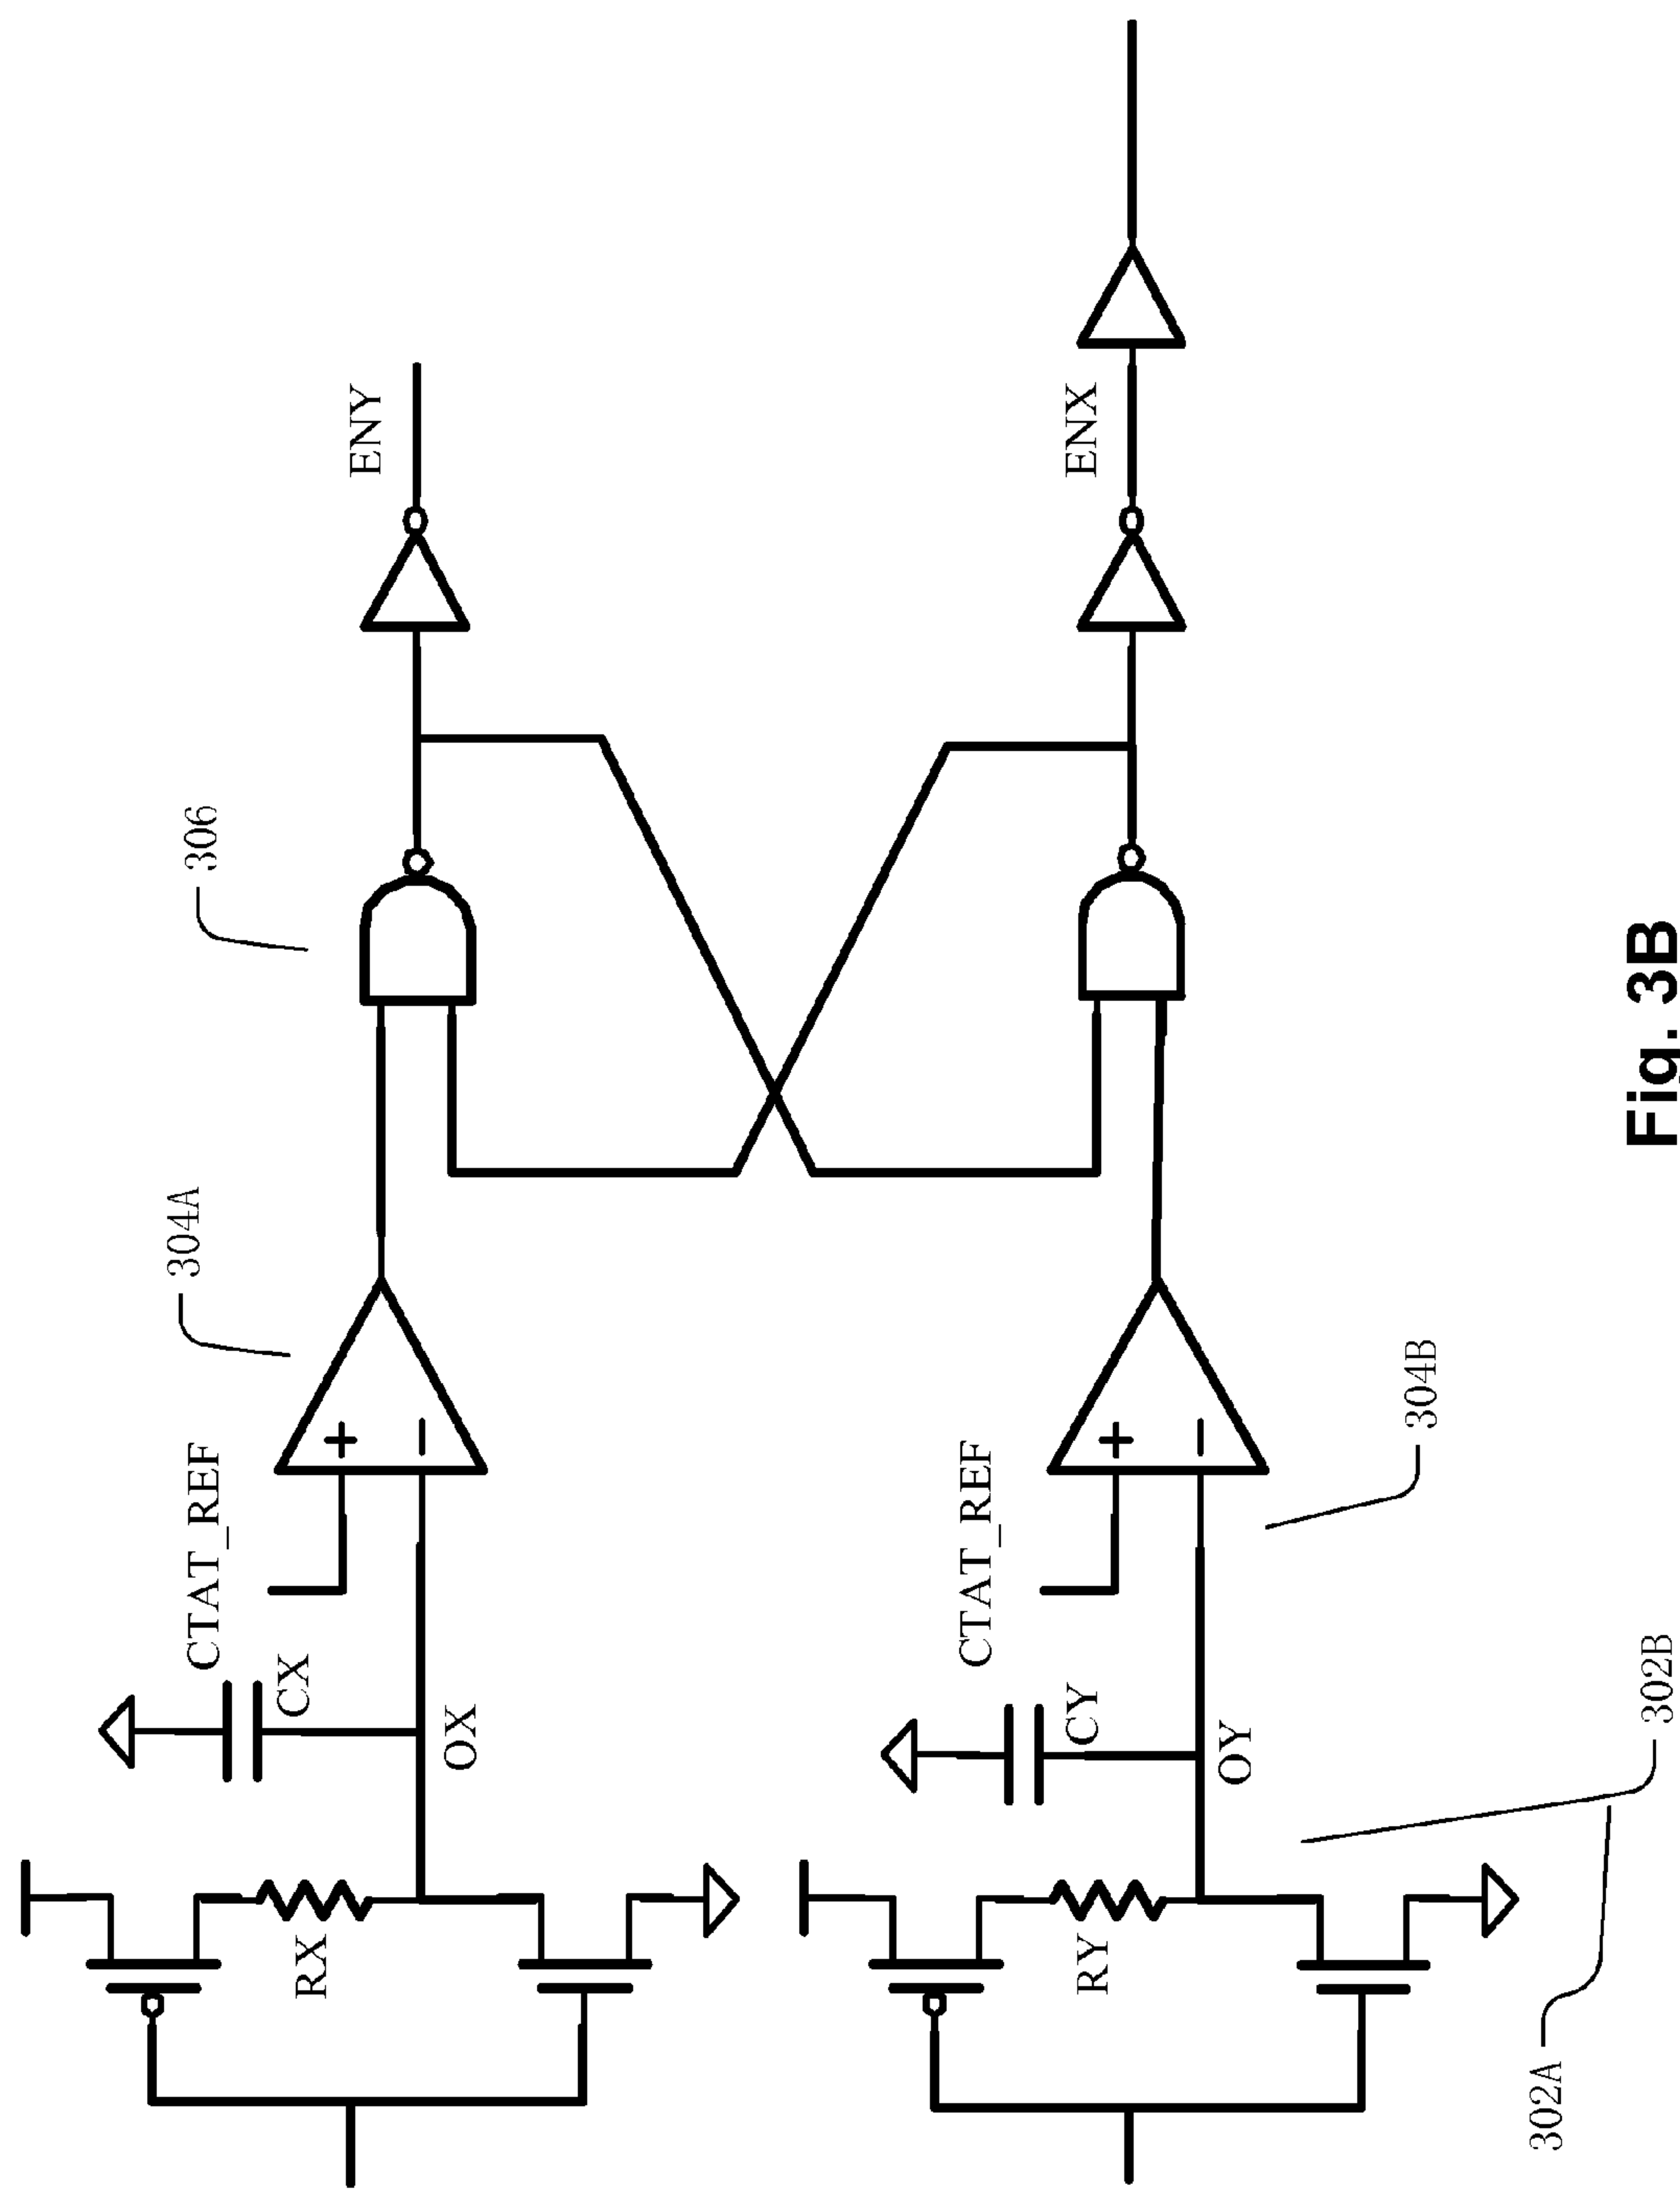 306
304A
CTAT_REF
CX
OX
RX
ENY
ENX
CTAT_REF
CY
OY
RY
304B
302B
302A
Fig. 3B